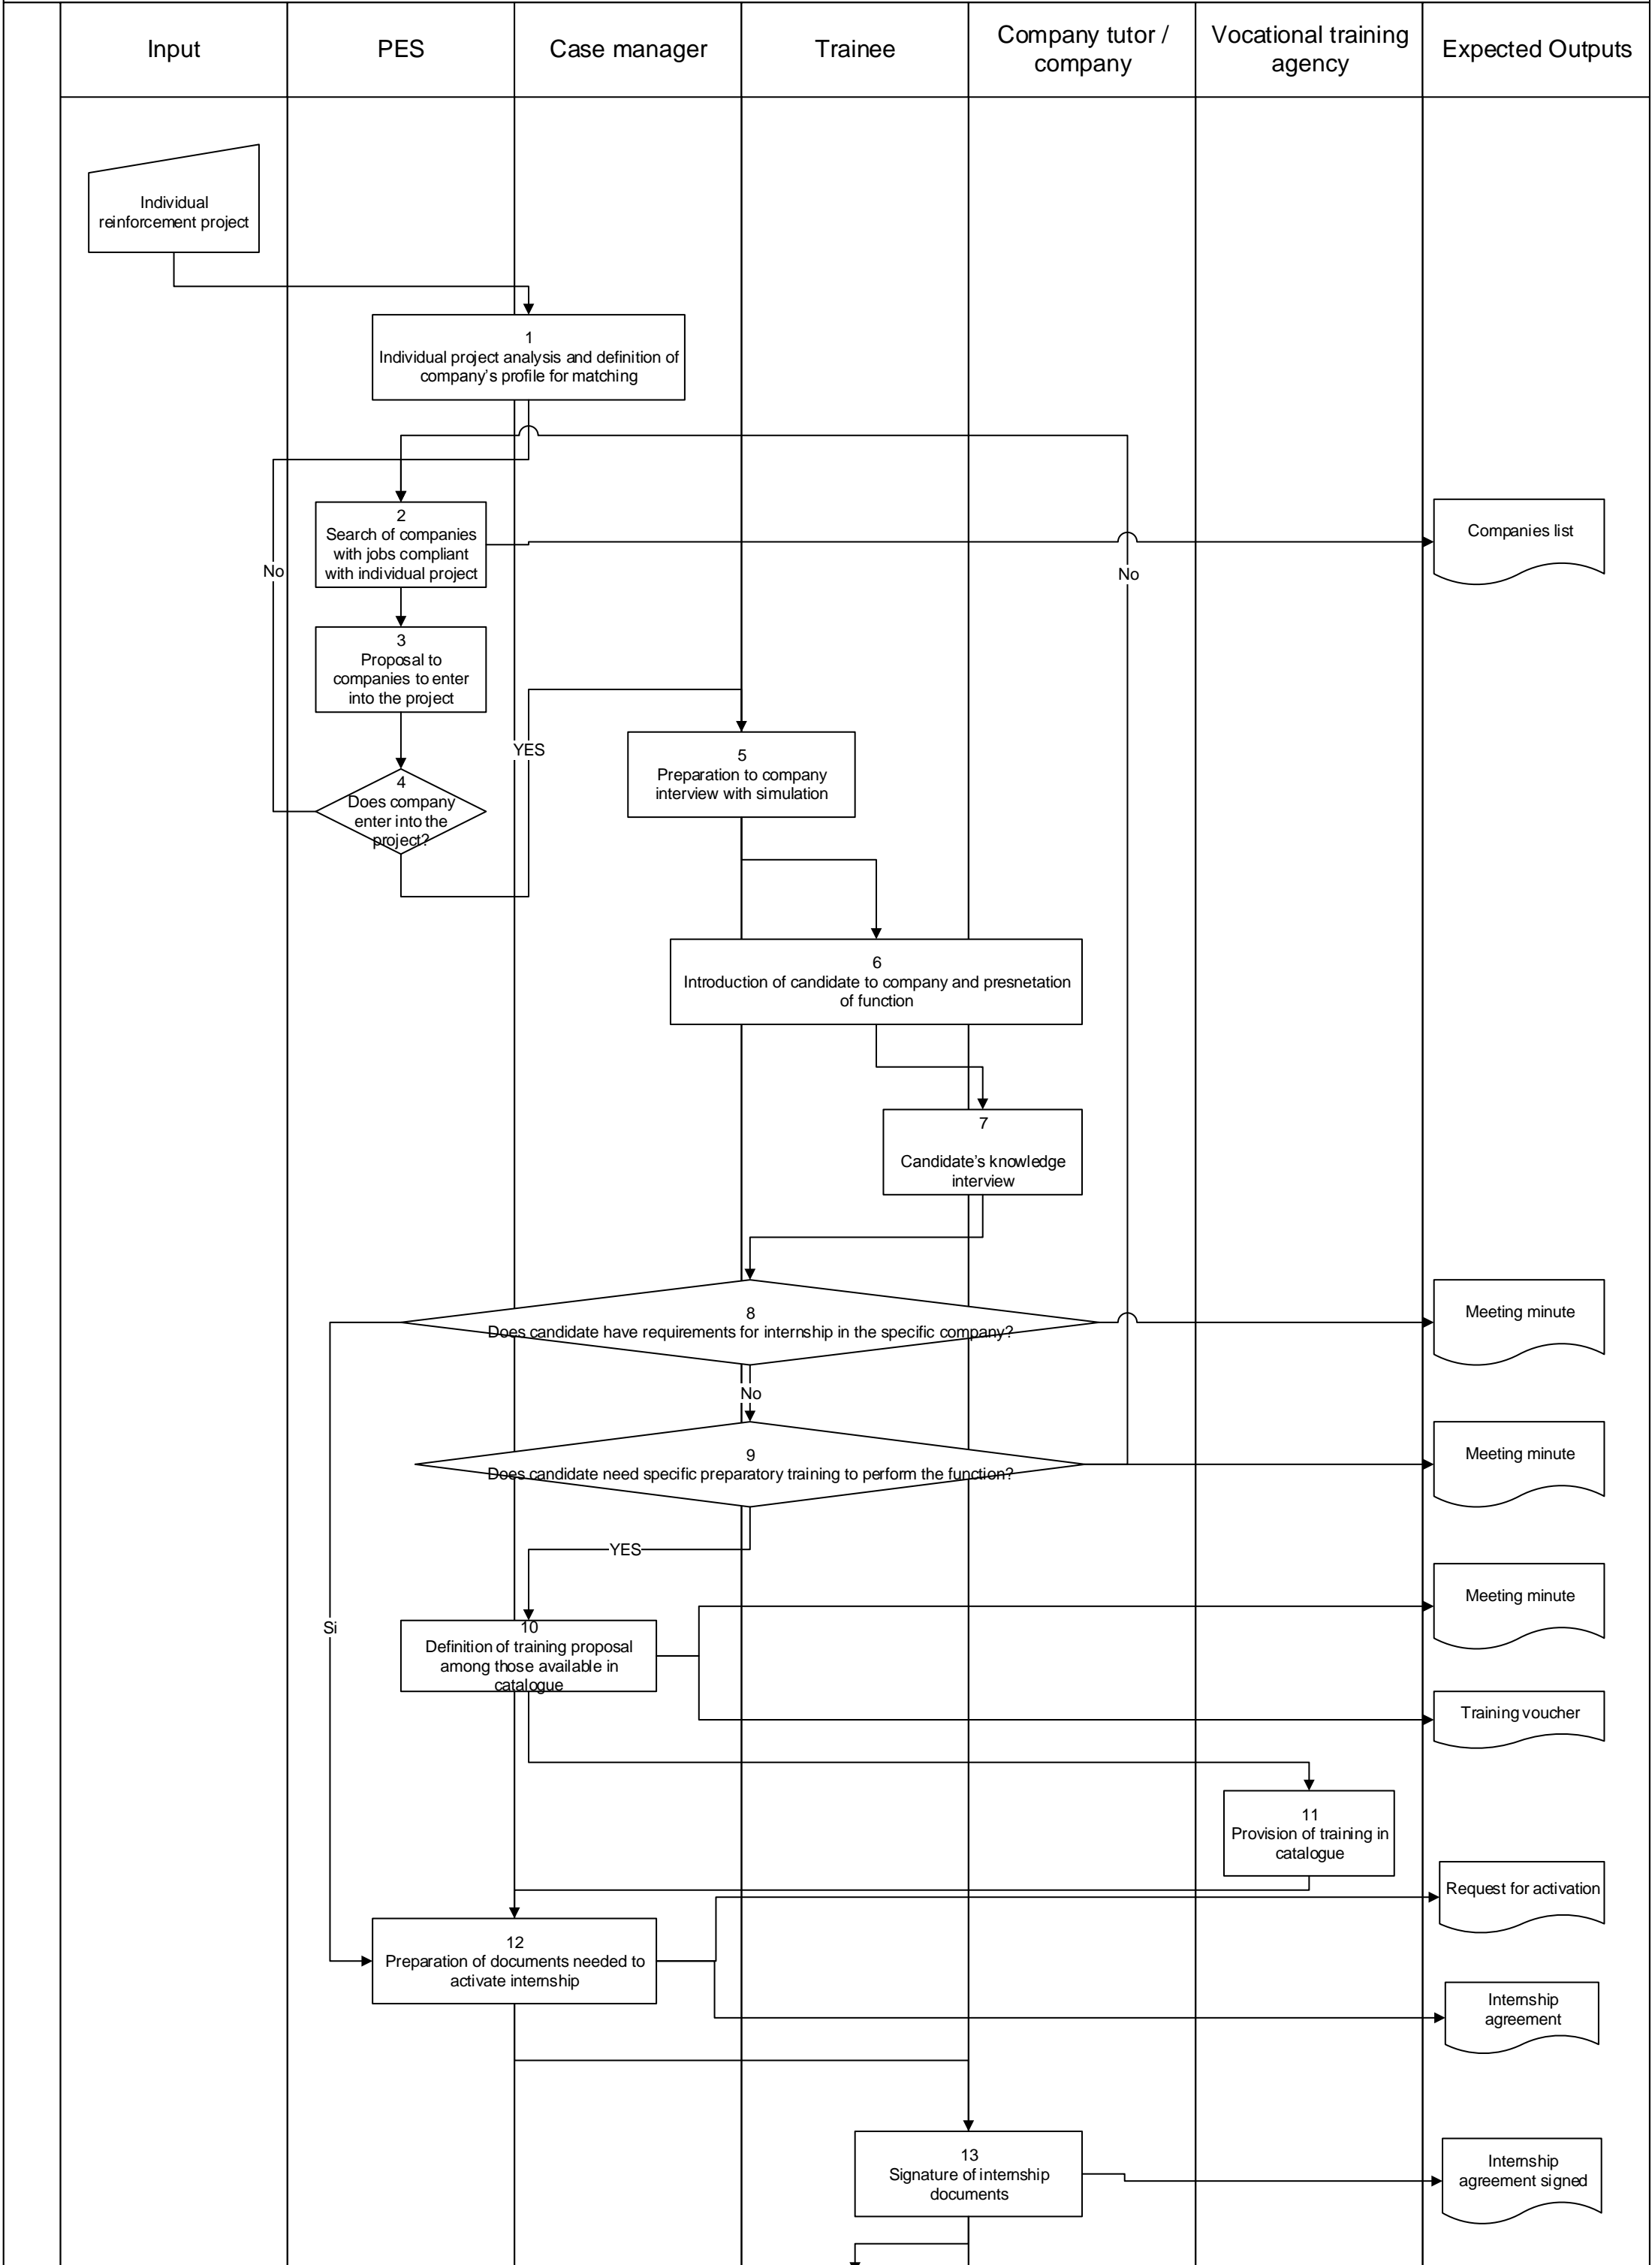 Input
PES
Case manager
Trainee
Company tutor /
company
Vocational training
agency
Expected Outputs
Individual
reinforcement project
1
Individual project analysis and definition of
company's profile for matching
2
Search of companies
with jobs compliant
with individual project
Companies list
No
No
3
Proposal to
companies to enter
into the project
YES
4
Does company
enter into the
project?
5
Preparation to company
interview with simulation
6
Introduction of candidate to company and presnetation
of function
7
Candidate's knowledge
interview
8
Does candidate have requirements for internship in the specific company?
Meeting minute
No
9
Does candidate need specific preparatory training to perform the function?
Meeting minute
YES
Si
10
Definition of training proposal
among those available in
catalogue
Meeting minute
Training voucher
11
Provision of training in
catalogue
Request for activation
12
Preparation of documents needed to
activate internship
Internship
agreement
13
Signature of internship
documents
Internship
agreement signed